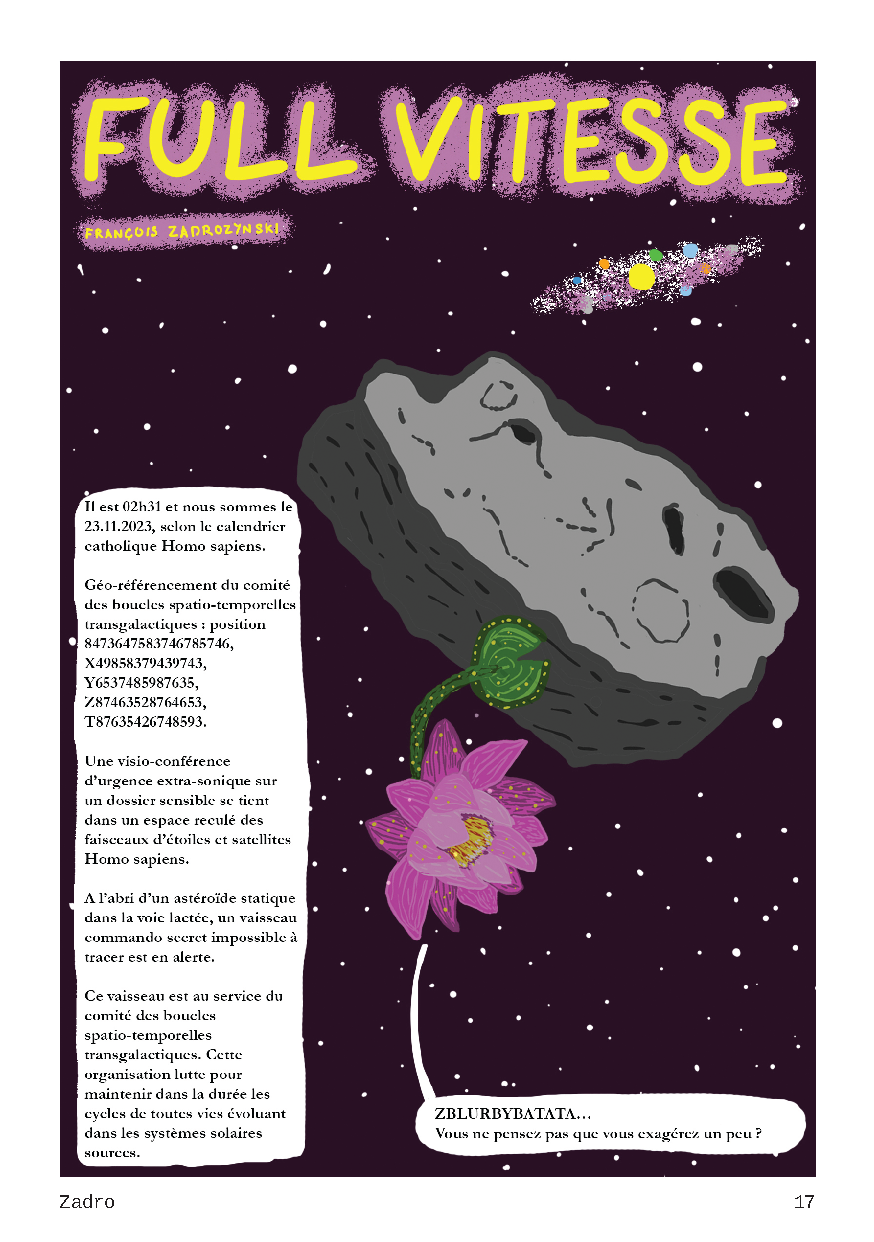 FULL VITESSE
FRANÇOIS ZADROZYNSKI
Il est 02h31 et nous sommes le
23.11.2023, selon le calendrier
catholique Homo sapiens.
Géo-référencement du comité
des boucles spatio-temporelles
transgalactiques : position
8473647583746785746,
X49858379439743,
Y6537485987635,
Z87463528764653,
T87635426748593.
Une visio-conférence
d'urgence extra-sonique sur
un dossier sensible se tient
dans un espace reculé des
faisceaux d'étoiles et satellites
Homo sapiens.
A l'abri d'un astéroïde statique
dans la voie lactée, un vaisseau
commando secret impossible à
tracer est en alerte.
Ce vaisseau est au service du
comité des boucles
spatio-temporelles
transgalactiques. Cette
organisation lutte pour
maintenir dans la durée les
cycles de toutes vies évoluant
dans les systèmes solaires
sources.
ZBLURBYBATATA…
Vous ne pensez pas que vous exagérez un peu ?
Zadro
17